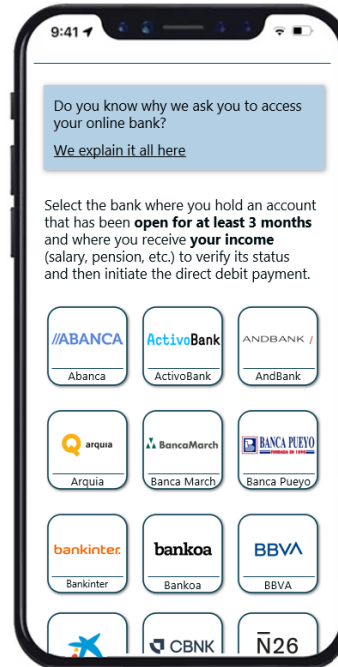 9:41
Do you know why we ask you to access
your online bank?
We explain it all here
Select the bank where you hold an account
that has been open for at least 3 months
and where you receive your income
(salary, pension, etc.) to verify its status
and then initiate the direct debit payment.
//ABANCA ActivoBank ANDBANK /
Abanca ActivoBank AndBank
arquia BancaMarch BANCA PUEYO
FUNDADA EN 1890
Arquia Banca March Banca Pueyo
bankinter. bankoa BBVA
Bankinter Bankoa BBVA
CBNK N26